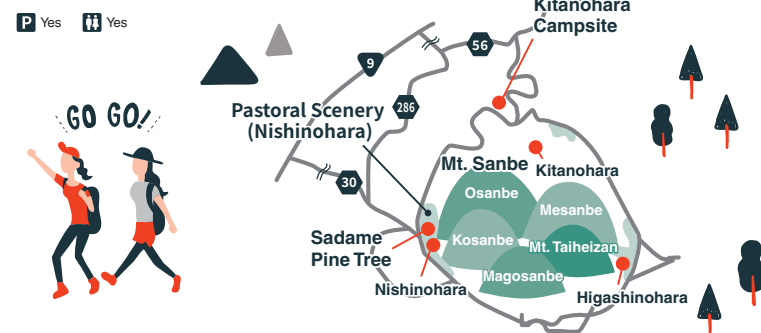 P Yes
Yes
GO GO!
Kitanohara
Campsite
56
9
286
Pastoral Scenery
(Nishinohara)
30
Mt. Sanbe
Kitanohara
Osanbe
Mesanbe
Sadame
Pine Tree
Kosanbe
Mt. Taiheizan
Magosanbe
Nishinohara
Higashinohara